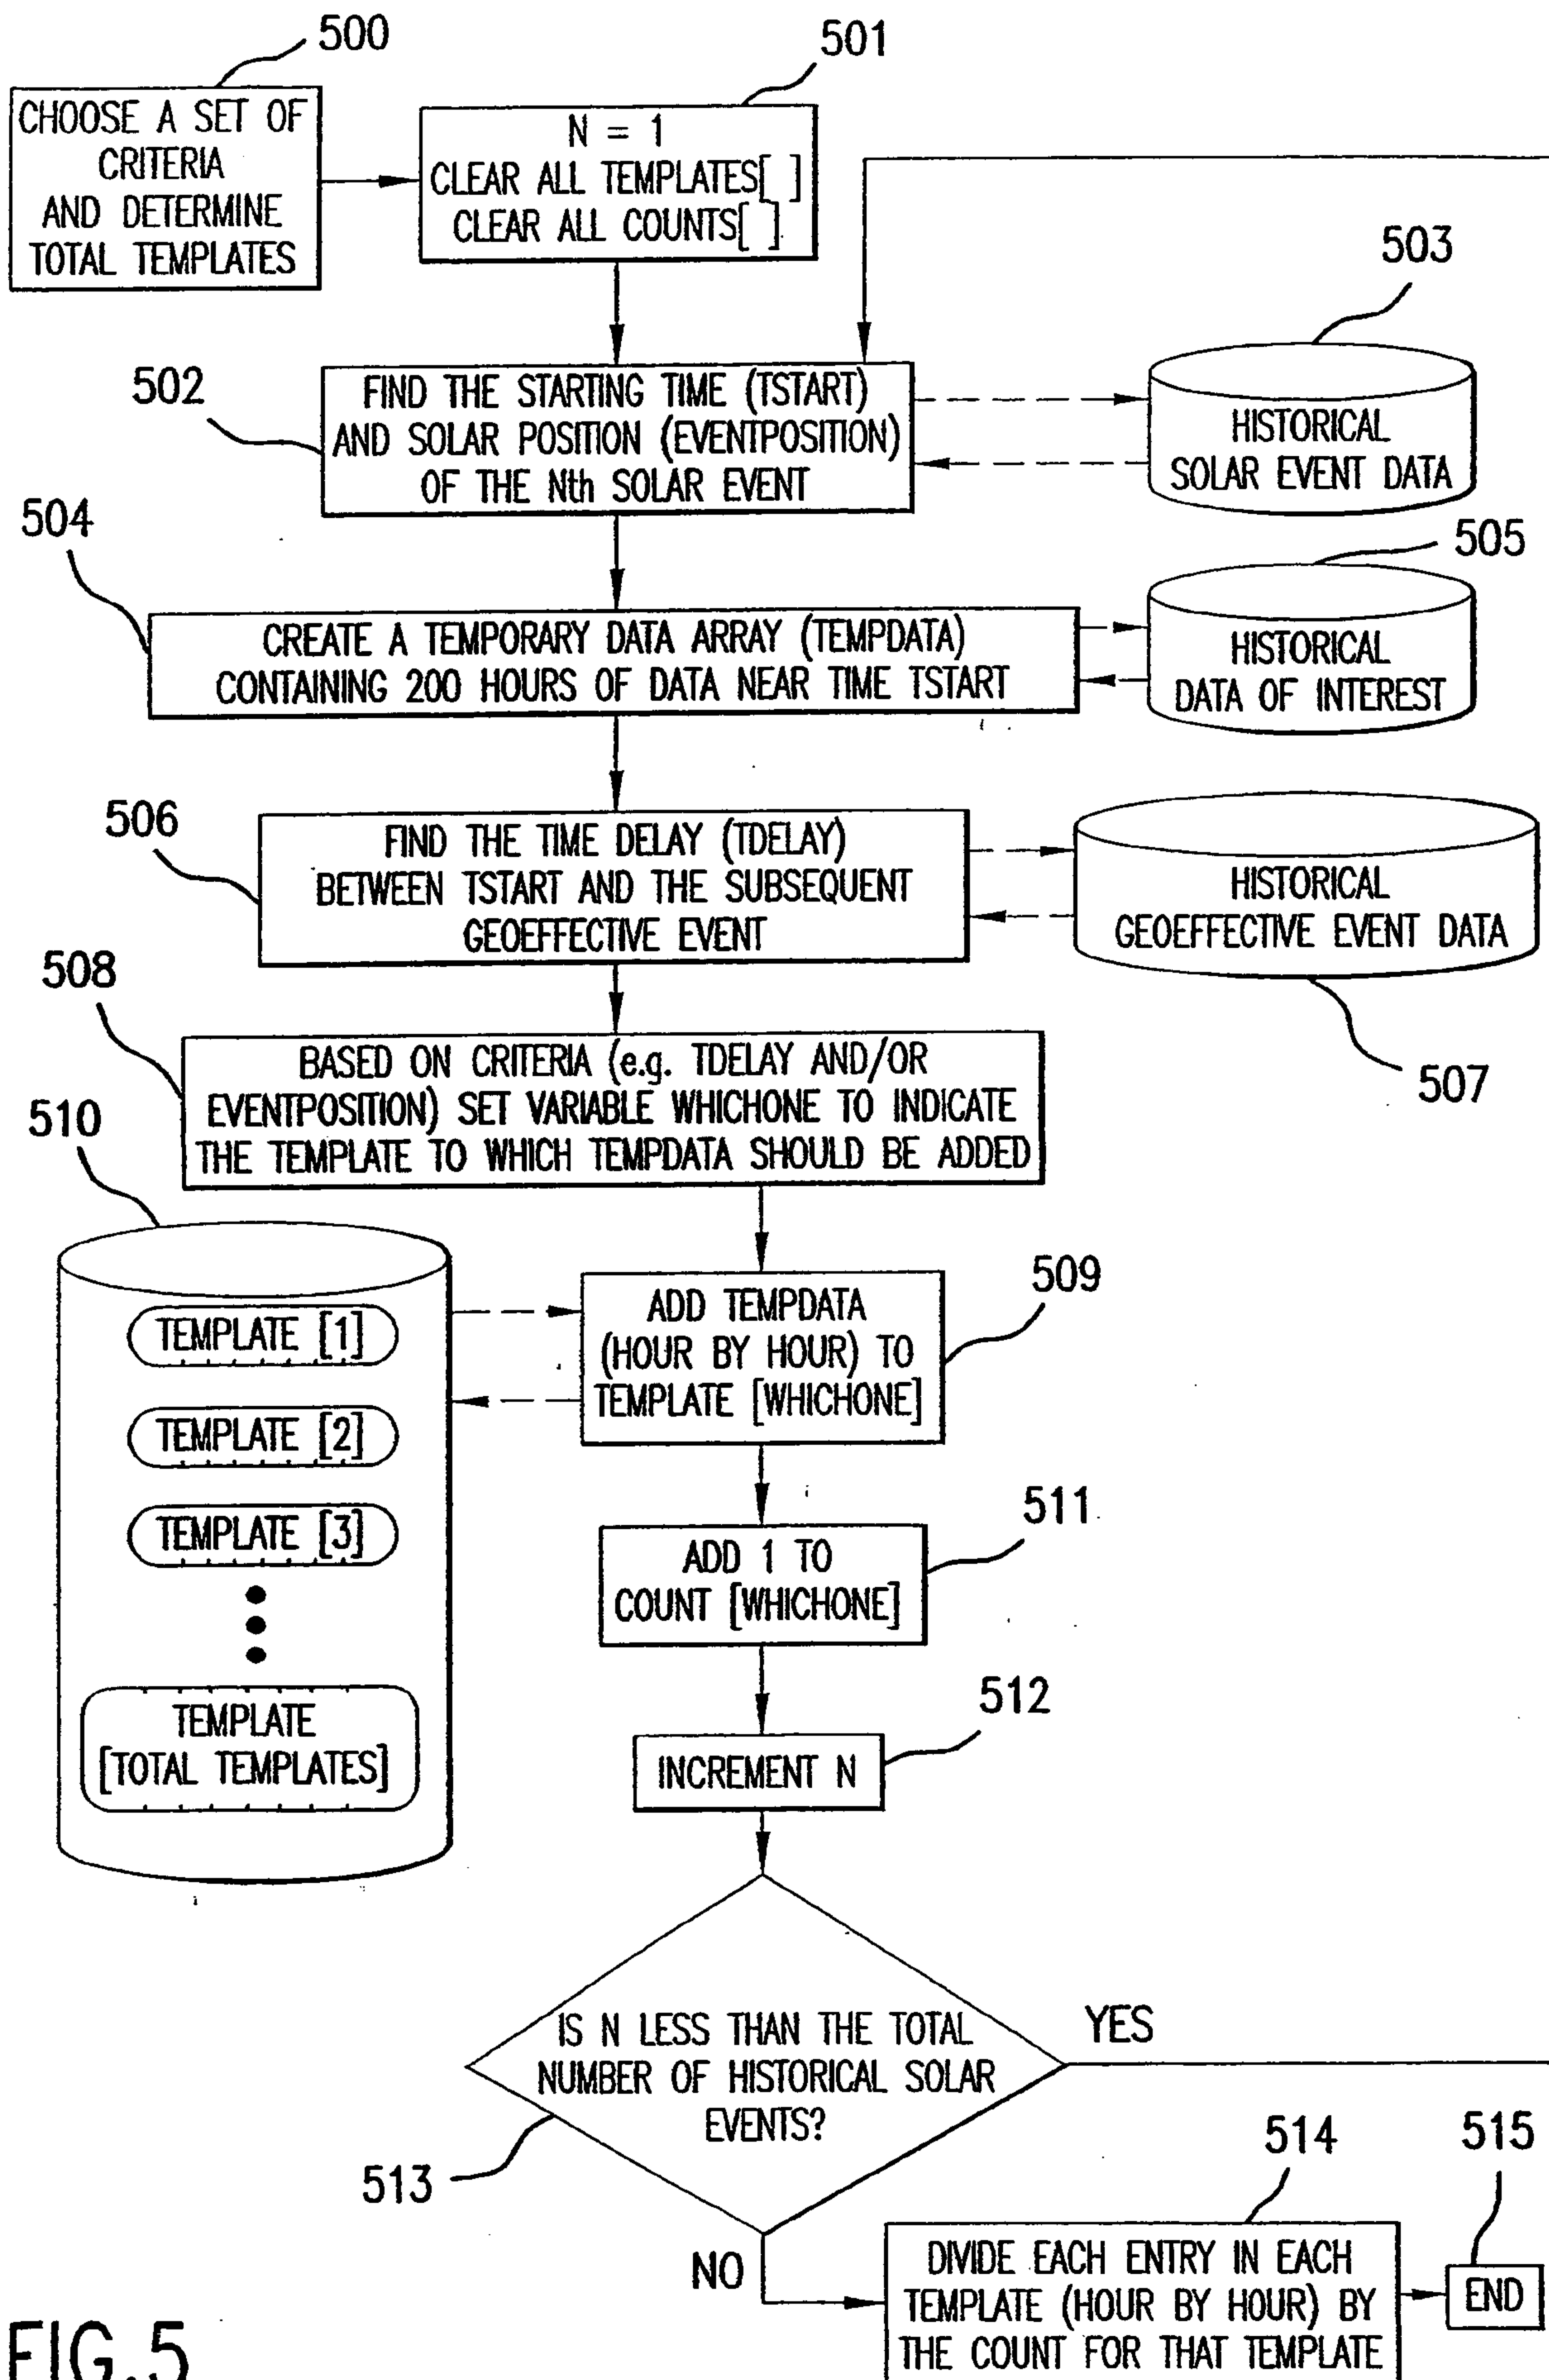 500
501
CHOOSE A SET OF
CRITERIA
AND DETERMINE
TOTAL TEMPLATES
N = 1
CLEAR ALL TEMPLATES[ ]
CLEAR ALL COUNTS[ ]
503
502
FIND THE STARTING TIME (TSTART)
AND SOLAR POSITION (EVENTPOSITION)
OF THE Nth SOLAR EVENT
HISTORICAL
SOLAR EVENT DATA
504
505
CREATE A TEMPORARY DATA ARRAY (TEMPDATA)
CONTAINING 200 HOURS OF DATA NEAR TIME TSTART
HISTORICAL
DATA OF INTEREST
506
FIND THE TIME DELAY (TDELAY)
BETWEEN TSTART AND THE SUBSEQUENT
GEOEFFECTIVE EVENT
HISTORICAL
GEOEFFECTIVE EVENT DATA
507
508
BASED ON CRITERIA (e.g. TDELAY AND/OR
EVENTPOSITION) SET VARIABLE WHICHONE TO INDICATE
THE TEMPLATE TO WHICH TEMPDATA SHOULD BE ADDED
510
TEMPLATE [1]
TEMPLATE [2]
TEMPLATE [3]
TEMPLATE
[TOTAL TEMPLATES]
509
ADD TEMPDATA
(HOUR BY HOUR) TO
TEMPLATE [WHICHONE]
511
ADD 1 TO
COUNT [WHICHONE]
512
INCREMENT N
IS N LESS THAN THE TOTAL
NUMBER OF HISTORICAL SOLAR
EVENTS?
YES
513
NO
514
515
DIVIDE EACH ENTRY IN EACH
TEMPLATE (HOUR BY HOUR) BY
THE COUNT FOR THAT TEMPLATE
END
FIG.5